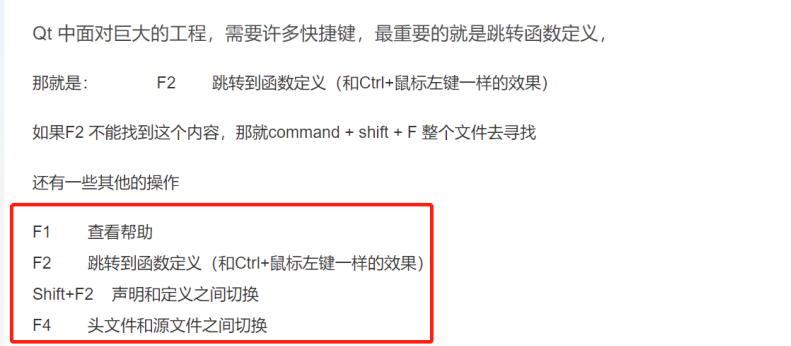 Qt 中面对巨大的工程，需要许多快捷键，最重要的就是跳转函数定义，
那就是： F2 跳转到函数定义（和Ctrl+鼠标左键一样的效果）
如果F2 不能找到这个内容，那就command + shift + F 整个文件去寻找
还有一些其他的操作
F1 查看帮助
F2 跳转到函数定义（和Ctrl+鼠标左键一样的效果）
Shift+F2 声明和定义之间切换
F4 头文件和源文件之间切换